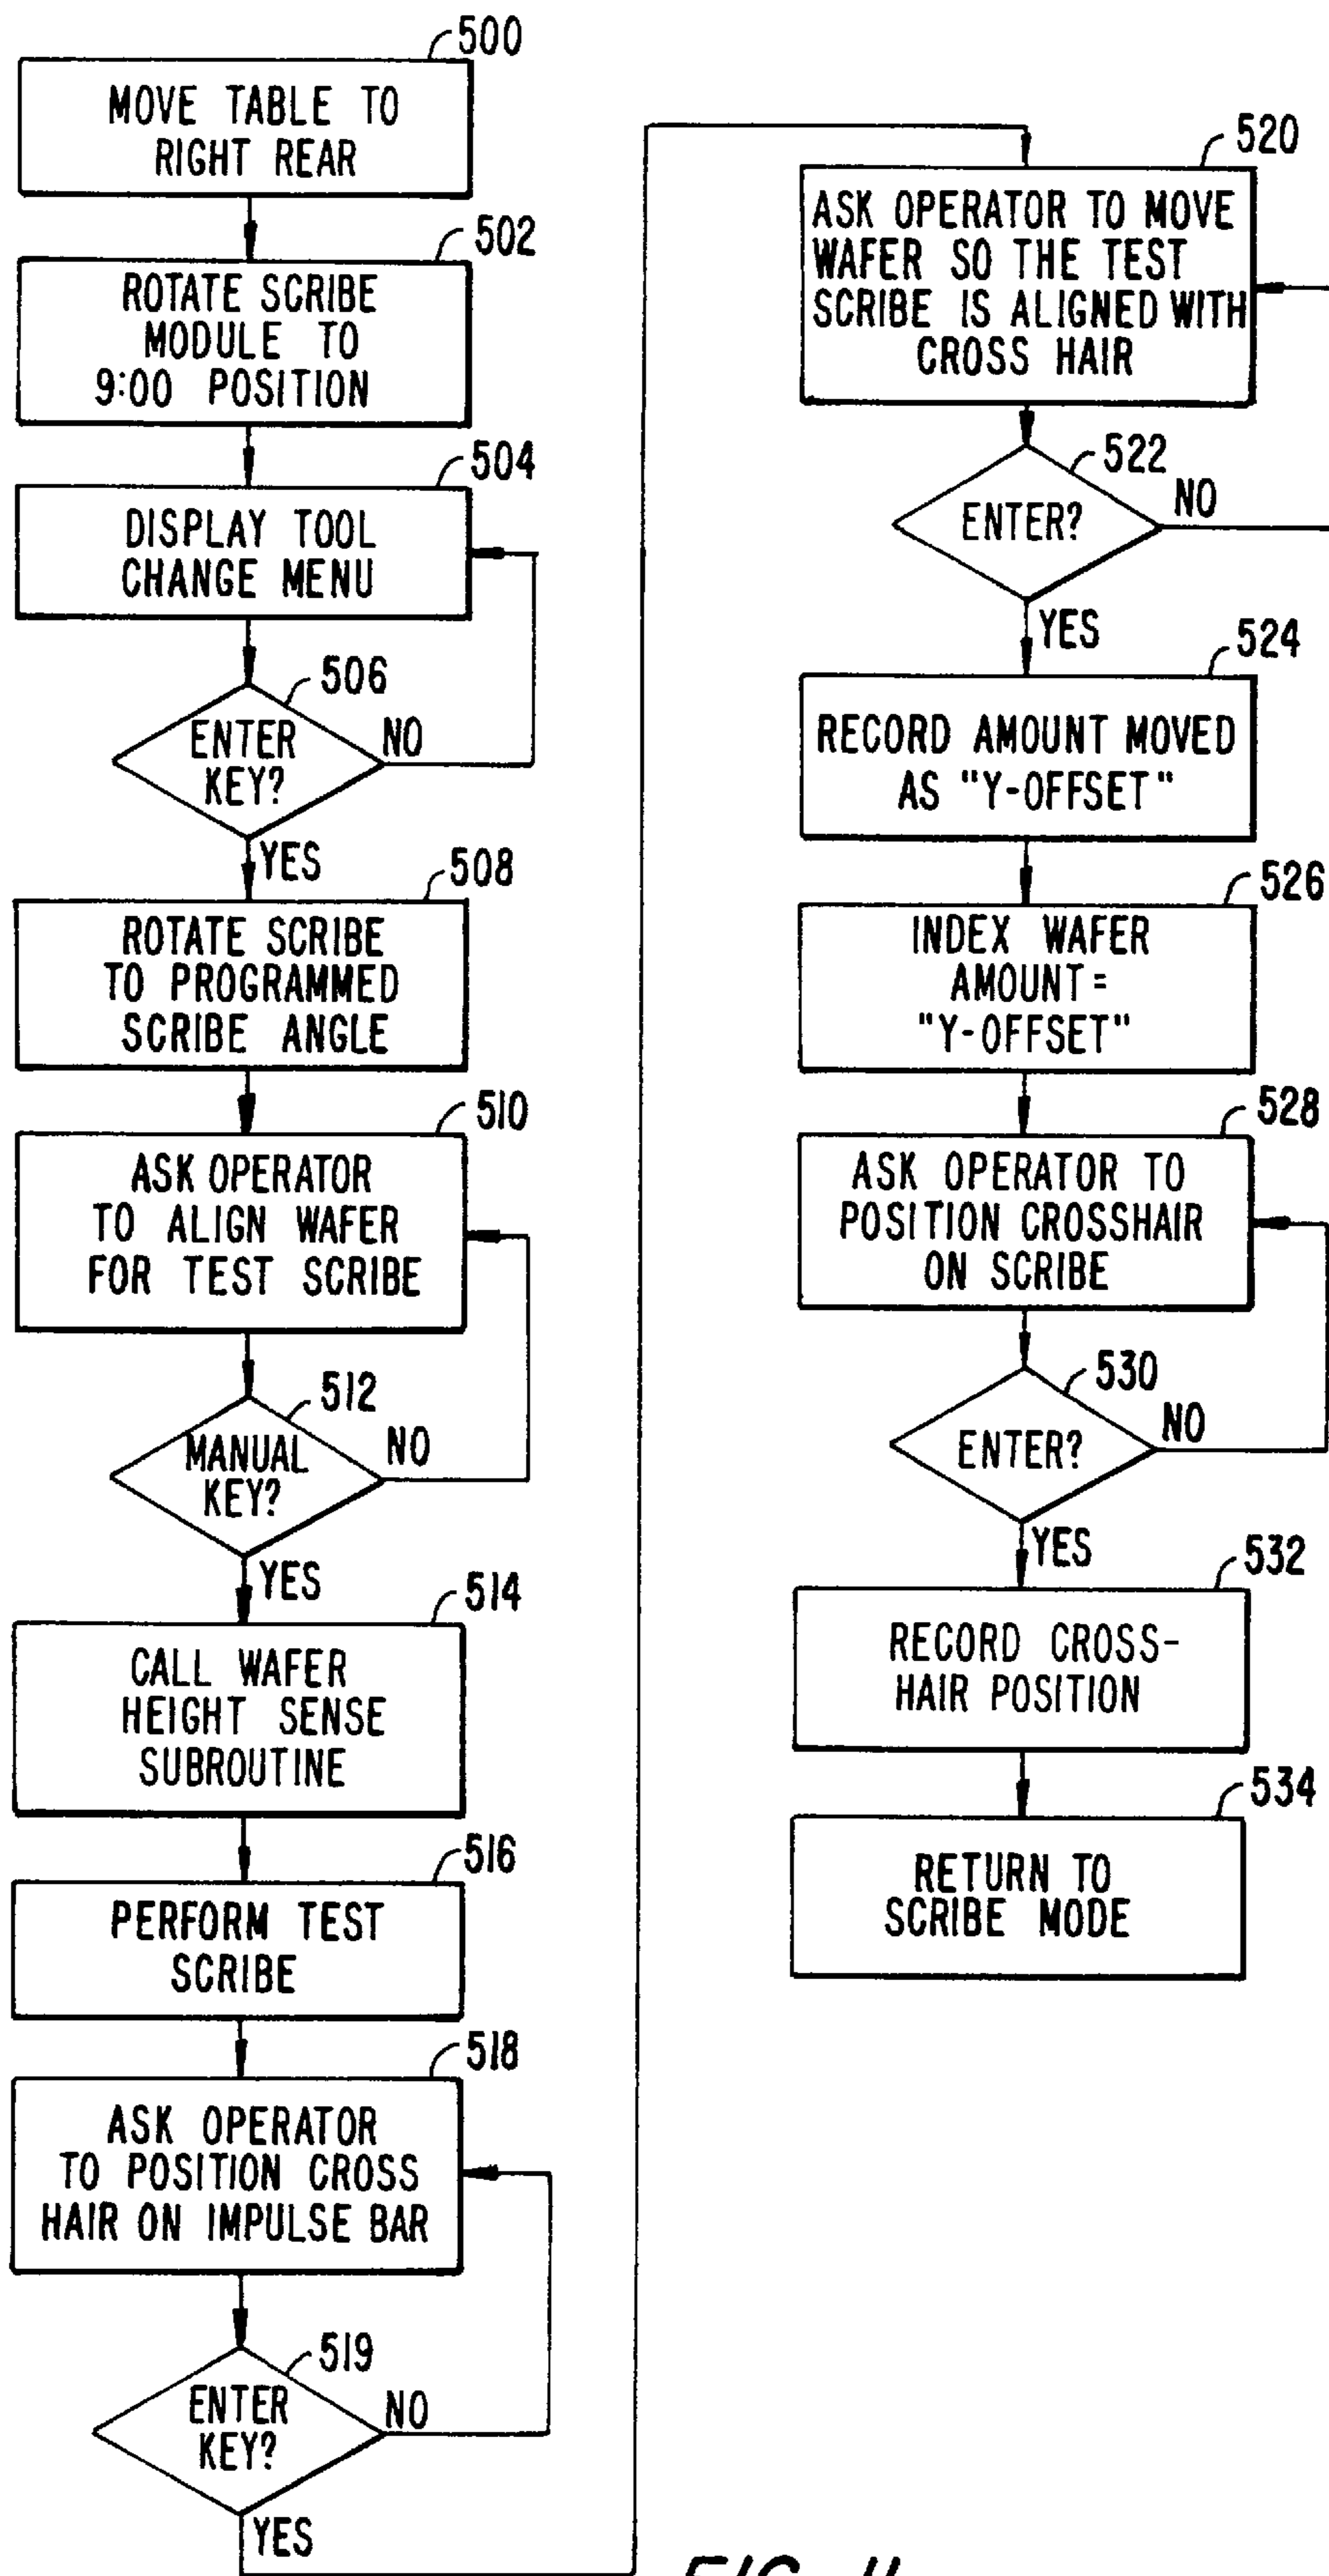 500
MOVE TABLE TO
RIGHT REAR
502
ROTATE SCRIBE
MODULE TO
9:00 POSITION
504
DISPLAY TOOL
CHANGE MENU
506
ENTER
KEY?
NO
YES
508
ROTATE SCRIBE
TO PROGRAMMED
SCRIBE ANGLE
510
ASK OPERATOR
TO ALIGN WAFER
FOR TEST SCRIBE
512
MANUAL
KEY?
NO
YES
514
CALL WAFER
HEIGHT SENSE
SUBROUTINE
516
PERFORM TEST
SCRIBE
518
ASK OPERATOR
TO POSITION CROSS
HAIR ON IMPULSE BAR
519
ENTER
KEY?
NO
YES
520
ASK OPERATOR TO MOVE
WAFER SO THE TEST
SCRIBE IS ALIGNED WITH
CROSS HAIR
522
ENTER?
NO
YES
524
RECORD AMOUNT MOVED
AS "Y-OFFSET"
526
INDEX WAFER
AMOUNT =
"Y-OFFSET"
528
ASK OPERATOR TO
POSITION CROSSHAIR
ON SCRIBE
530
ENTER?
NO
YES
532
RECORD CROSS-
HAIR POSITION
534
RETURN TO
SCRIBE MODE